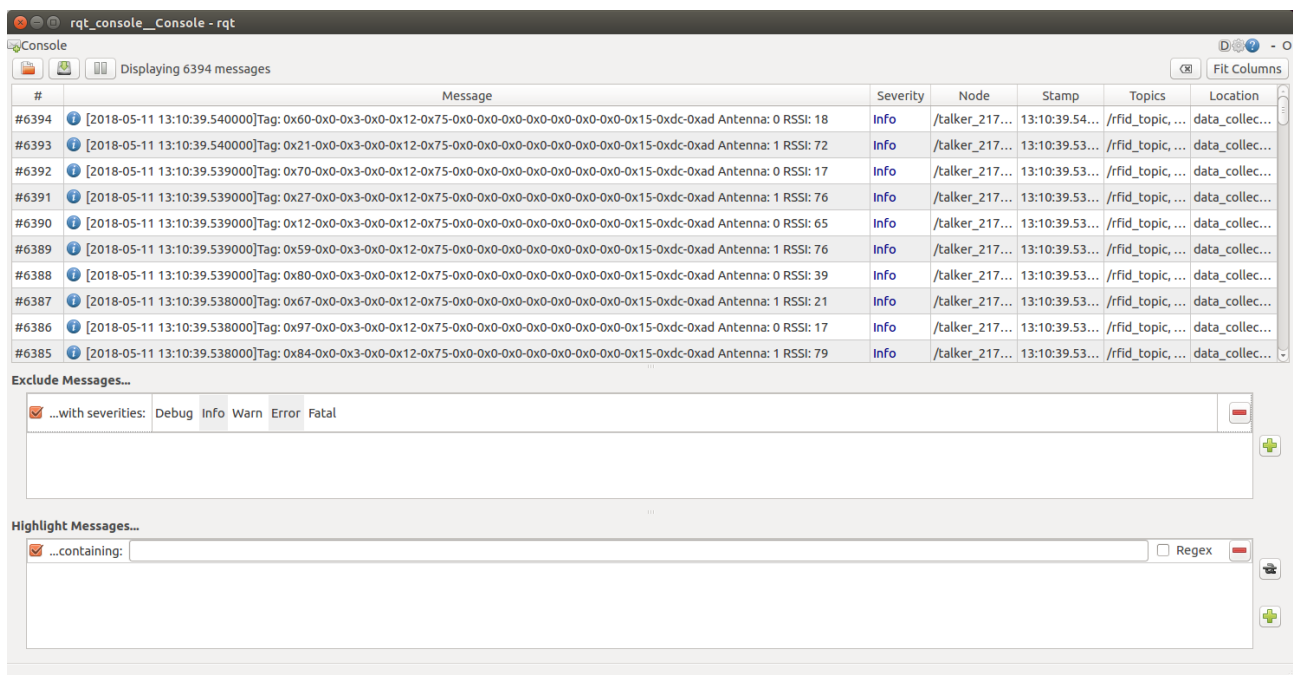 rqt_console__Console - rqt
Console D - O
Displaying 6394 messages Fit Columns
# Message Severity Node Stamp Topics Location
#6394 [2018-05-11 13:10:39.540000]Tag: 0x60-0x0-0x3-0x0-0x12-0x75-0x0-0x0-0x0-0x0-0x0-0x0-0x0-0x15-0xdc-0xad Antenna: 0 RSSI: 18 Info /talker_217... 13:10:39.54... /rfid_topic, ... data_collec...
#6393 [2018-05-11 13:10:39.540000]Tag: 0x21-0x0-0x3-0x0-0x12-0x75-0x0-0x0-0x0-0x0-0x0-0x0-0x0-0x15-0xdc-0xad Antenna: 1 RSSI: 72 Info /talker_217... 13:10:39.53... /rfid_topic, ... data_collec...
#6392 [2018-05-11 13:10:39.539000]Tag: 0x70-0x0-0x3-0x0-0x12-0x75-0x0-0x0-0x0-0x0-0x0-0x0-0x0-0x15-0xdc-0xad Antenna: 0 RSSI: 17 Info /talker_217... 13:10:39.53... /rfid_topic, ... data_collec...
#6391 [2018-05-11 13:10:39.539000]Tag: 0x27-0x0-0x3-0x0-0x12-0x75-0x0-0x0-0x0-0x0-0x0-0x0-0x0-0x15-0xdc-0xad Antenna: 1 RSSI: 76 Info /talker_217... 13:10:39.53... /rfid_topic, ... data_collec...
#6390 [2018-05-11 13:10:39.539000]Tag: 0x12-0x0-0x3-0x0-0x12-0x75-0x0-0x0-0x0-0x0-0x0-0x0-0x0-0x15-0xdc-0xad Antenna: 0 RSSI: 65 Info /talker_217... 13:10:39.53... /rfid_topic, ... data_collec...
#6389 [2018-05-11 13:10:39.539000]Tag: 0x59-0x0-0x3-0x0-0x12-0x75-0x0-0x0-0x0-0x0-0x0-0x0-0x0-0x15-0xdc-0xad Antenna: 1 RSSI: 76 Info /talker_217... 13:10:39.53... /rfid_topic, ... data_collec...
#6388 [2018-05-11 13:10:39.539000]Tag: 0x80-0x0-0x3-0x0-0x12-0x75-0x0-0x0-0x0-0x0-0x0-0x0-0x0-0x15-0xdc-0xad Antenna: 0 RSSI: 39 Info /talker_217... 13:10:39.53... /rfid_topic, ... data_collec...
#6387 [2018-05-11 13:10:39.538000]Tag: 0x67-0x0-0x3-0x0-0x12-0x75-0x0-0x0-0x0-0x0-0x0-0x0-0x0-0x15-0xdc-0xad Antenna: 1 RSSI: 21 Info /talker_217... 13:10:39.53... /rfid_topic, ... data_collec...
#6386 [2018-05-11 13:10:39.538000]Tag: 0x97-0x0-0x3-0x0-0x12-0x75-0x0-0x0-0x0-0x0-0x0-0x0-0x0-0x15-0xdc-0xad Antenna: 0 RSSI: 17 Info /talker_217... 13:10:39.53... /rfid_topic, ... data_collec...
#6385 [2018-05-11 13:10:39.538000]Tag: 0x84-0x0-0x3-0x0-0x12-0x75-0x0-0x0-0x0-0x0-0x0-0x0-0x0-0x15-0xdc-0xad Antenna: 1 RSSI: 79 Info /talker_217... 13:10:39.53... /rfid_topic, ... data_collec...
Exclude Messages...
...with severities: Debug Info Warn Error Fatal
Highlight Messages...
...containing: Regex